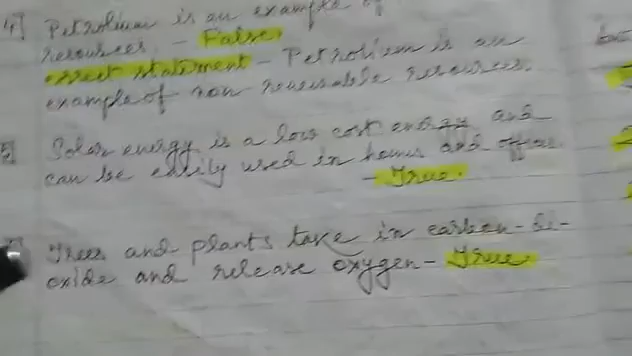 4] Petroleum is an example of
resources. - False.
correct statement - Petroleum is an
example of non renewable resources.
5] Solar energy is a low cost energy and
can be easily used in homes and offices.
- True.
Trees and plants take in carbon-di-
oxide and release oxygen - True.